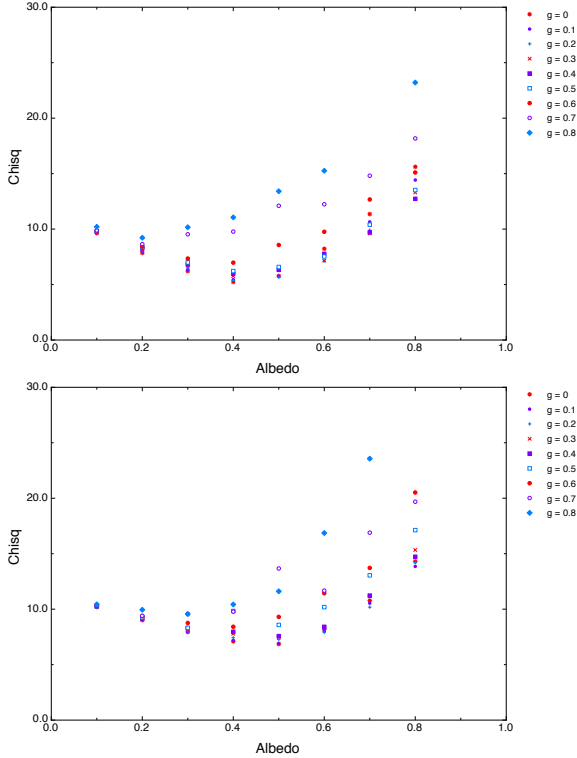 30.0
20.0
10.0
0.0
Chisq
0.0 0.2 0.4 0.6 0.8 1.0
Albedo
g = 0
g = 0.1
g = 0.2
g = 0.3
g = 0.4
g = 0.5
g = 0.6
g = 0.7
g = 0.8
30.0
20.0
10.0
0.0
Chisq
0.0 0.2 0.4 0.6 0.8 1.0
Albedo
g = 0
g = 0.1
g = 0.2
g = 0.3
g = 0.4
g = 0.5
g = 0.6
g = 0.7
g = 0.8